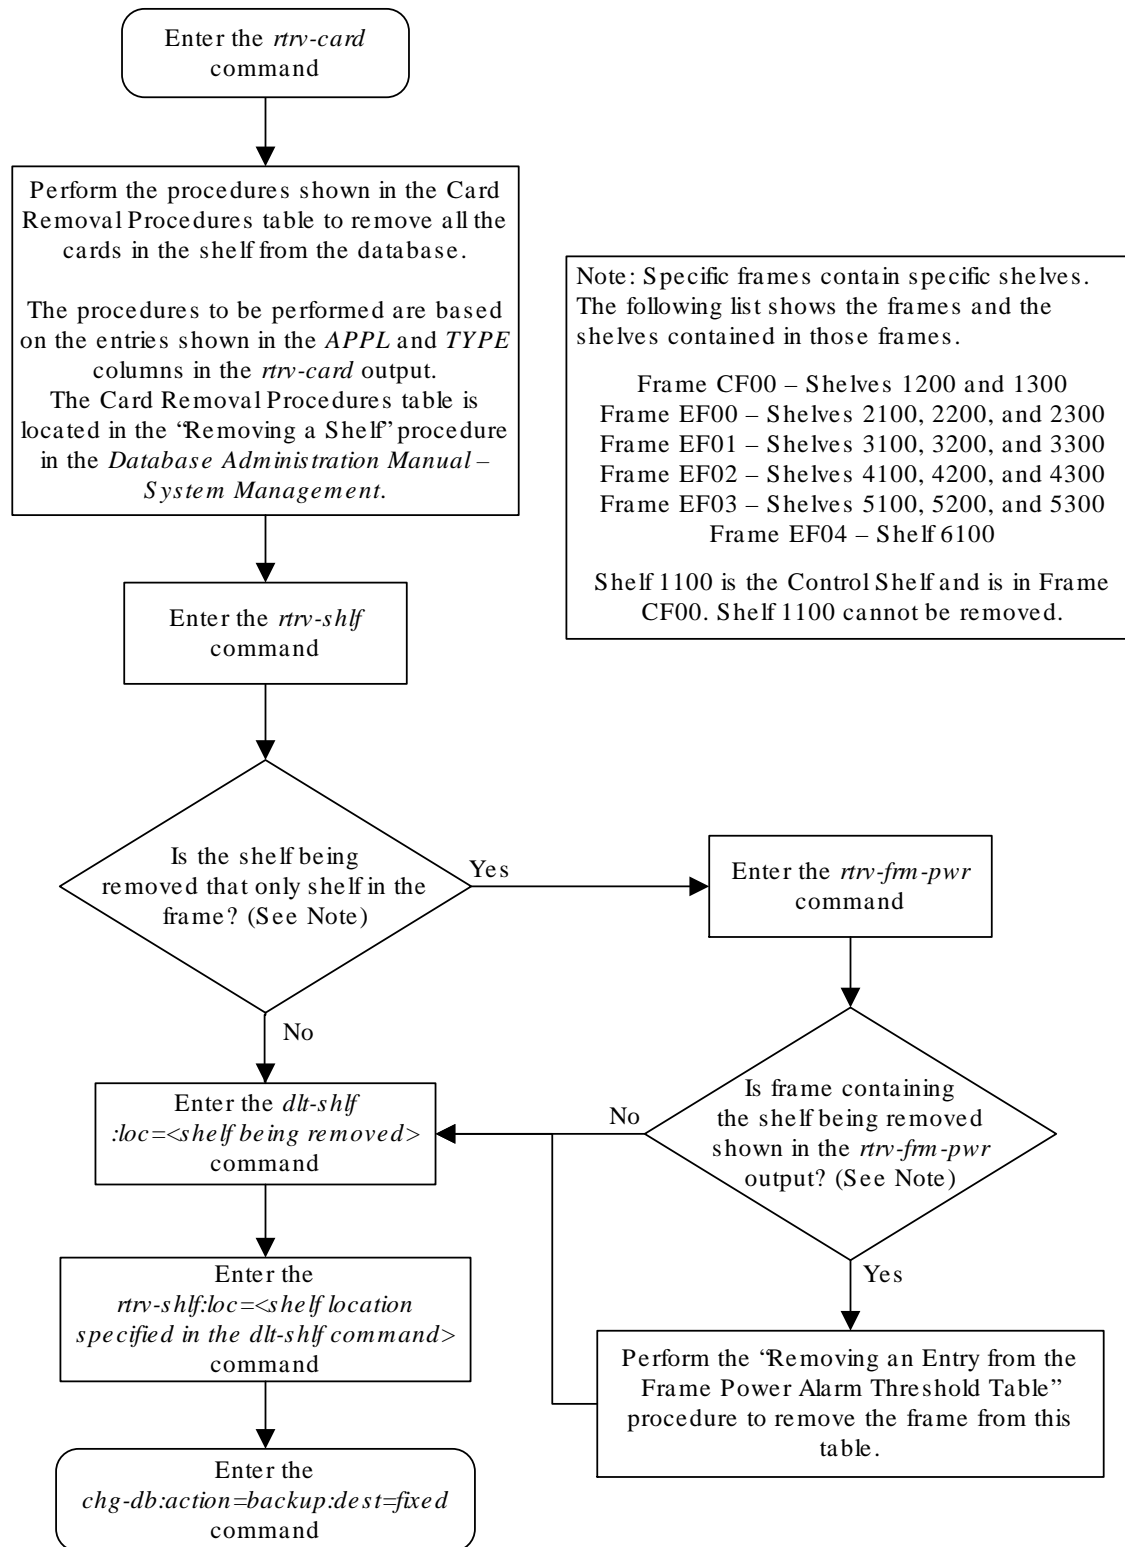 Enter the rtrv-card
command
Perform the procedures shown in the Card
Removal Procedures table to remove all the
cards in the shelf from the database.
The procedures to be performed are based
on the entries shown in the APPL and TYPE
columns in the rtrv-card output.
The Card Removal Procedures table is
located in the “Removing a Shelf” procedure
in the Database Administration Manual –
System Management.
Note: Specific frames contain specific shelves.
The following list shows the frames and the
shelves contained in those frames.
Frame CF00 – Shelves 1200 and 1300
Frame EF00 – Shelves 2100, 2200, and 2300
Frame EF01 – Shelves 3100, 3200, and 3300
Frame EF02 – Shelves 4100, 4200, and 4300
Frame EF03 – Shelves 5100, 5200, and 5300
Frame EF04 – Shelf 6100
Shelf 1100 is the Control Shelf and is in Frame
CF00. Shelf 1100 cannot be removed.
Enter the rtrv-shlf
command
Is the shelf being
removed that only shelf in the
frame? (See Note)
Yes
No
Enter the rtrv-frm-pwr
command
Is frame containing
the shelf being removed
shown in the rtrv-frm-pwr
output? (See Note)
No
Yes
Perform the “Removing an Entry from the
Frame Power Alarm Threshold Table”
procedure to remove the frame from this
table.
Enter the dlt-shlf
:loc=<shelf being removed>
command
Enter the
rtrv-shlf:loc=<shelf location
specified in the dlt-shlf command>
command
Enter the
chg-db:action=backup:dest=fixed
command